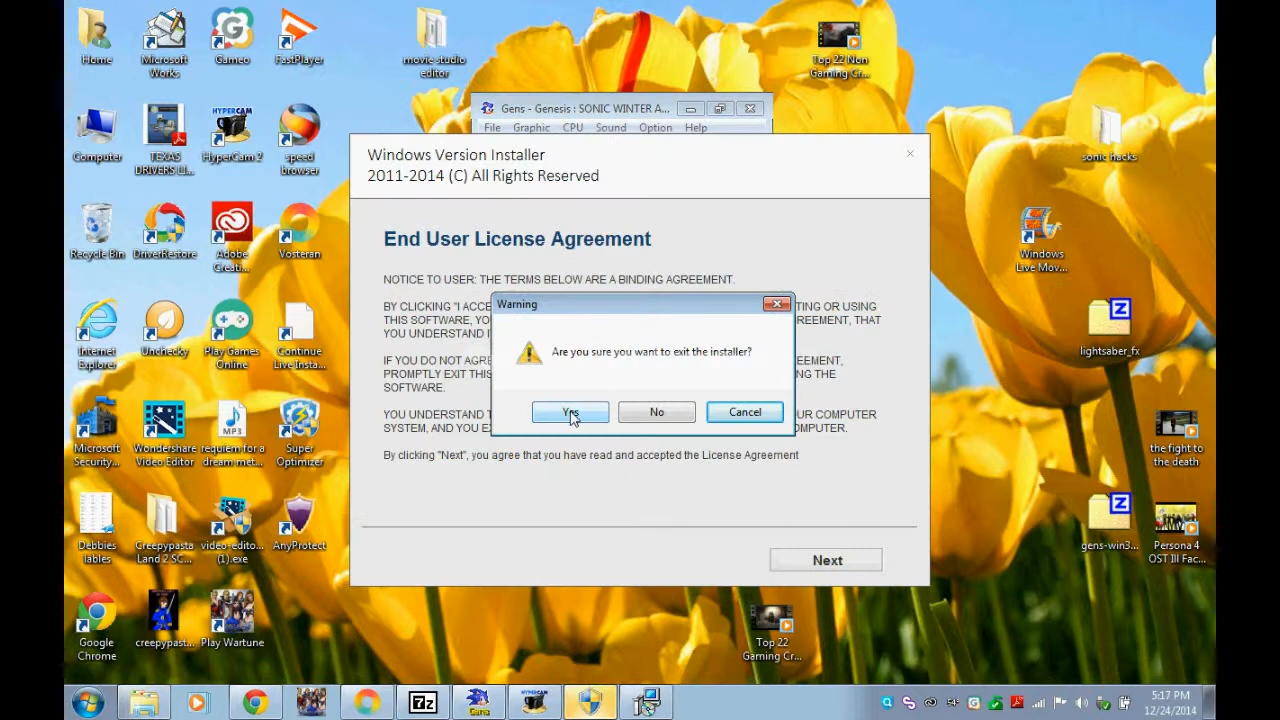 Home
Microsoft Works
Gameo
FastPlayer
movie studio editor
Top 22 Non Gaming Cr...
Gens - Genesis : SONIC WINTER A...
File Graphic CPU Sound Option Help
Computer
TEXAS DRIVERS LI...
HYPERCAM
HyperCam 2
speed browser
sonic hacks
Windows Version Installer
2011-2014 (C) All Rights Reserved
Recycle Bin
DriverRestore
Adobe Creati...
Vosteran
Windows Live Mov...
End User License Agreement
NOTICE TO USER: THE TERMS BELOW ARE A BINDING AGREEMENT.
BY CLICKING "I ACCE
TING OR USING
THIS SOFTWARE, YO
REEMENT, THAT
YOU UNDERSTAND
IF YOU DO NOT AGRE
EEMENT,
PROMPTLY EXIT THIS
NG THE
SOFTWARE.
YOU UNDERSTAND T
UR COMPUTER
SYSTEM, AND YOU E
OMPUTER.
By clicking "Next", you agree that you have read and accepted the License Agreement
Warning
Are you sure you want to exit the installer?
Yes
No
Cancel
Next
Internet Explorer
Unchecky
Play Games Online
Continue Live Insta...
Z
lightsaber_fx
Microsoft Security...
Wondershare Video Editor
MP3
requiem for a dream met...
Super Optimizer
the fight to the death
Debbies lables
Creepypasta Land 2 SC...
video-edito... (1).exe
AnyProtect
Z
gens-win3...
Persona 4 OST III Fac...
Google Chrome
creepypast...
Play Wartune
Top 22 Gaming Cr...
7z
HYPERCAM
54°
5:17 PM
12/24/2014